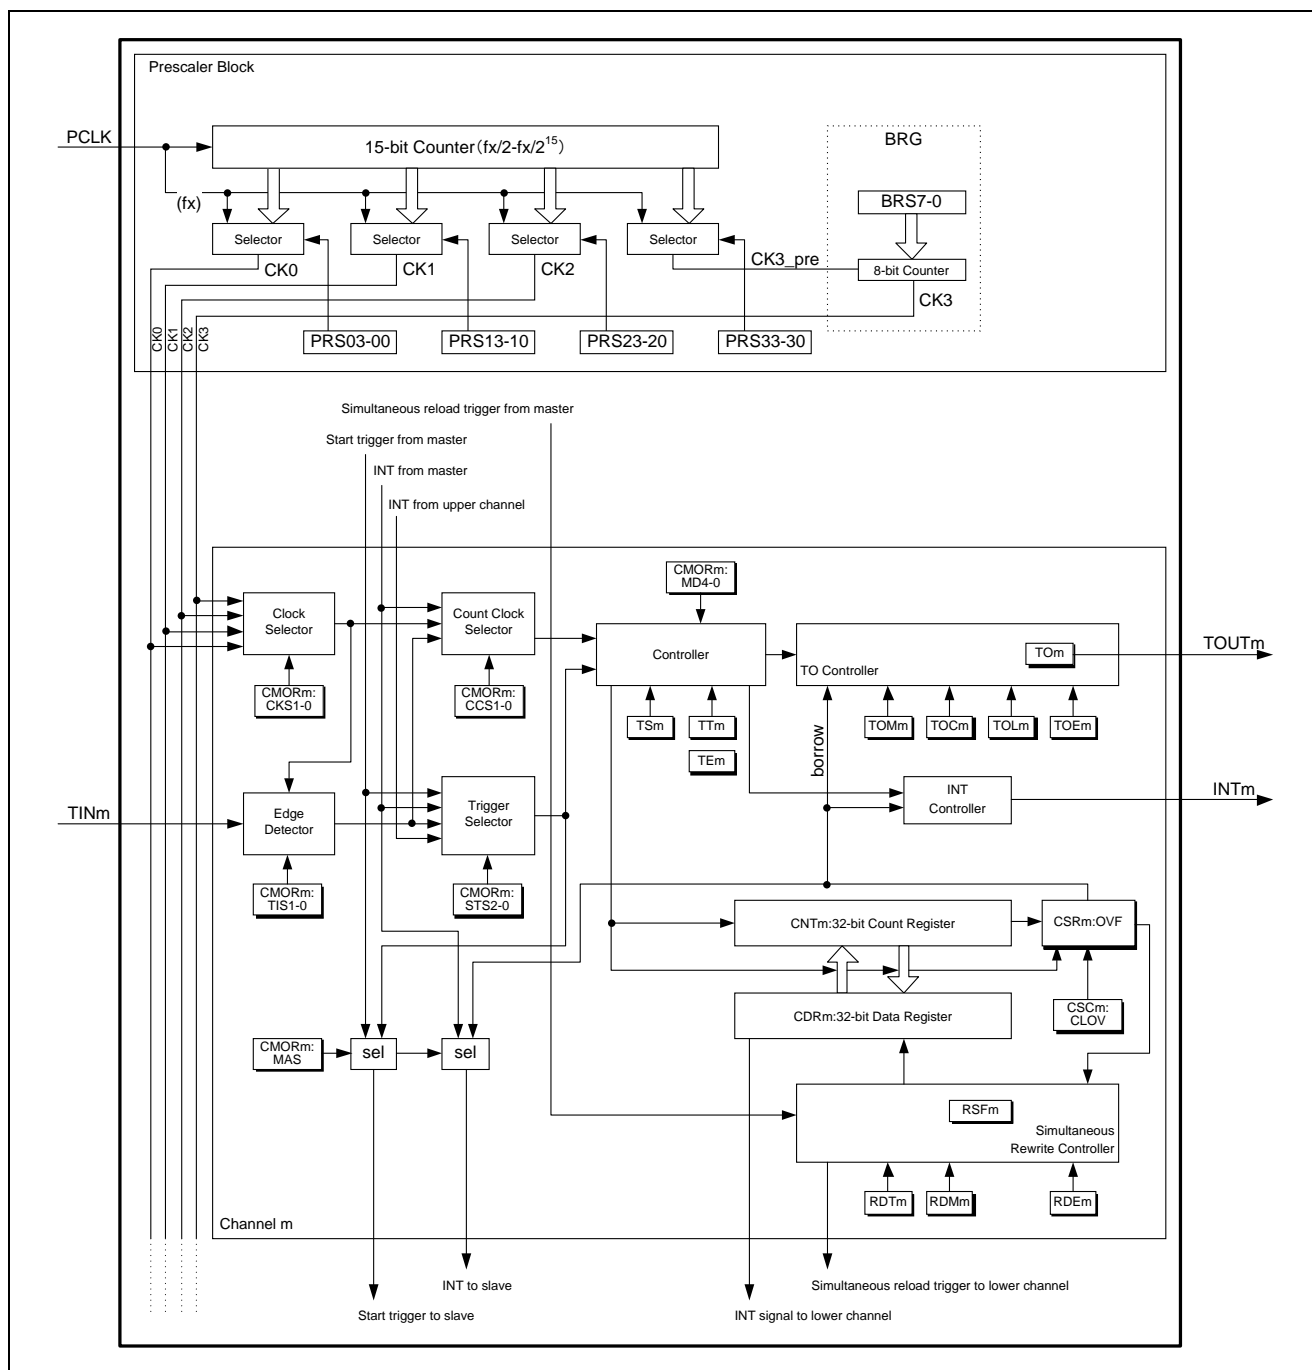 Prescaler Block
PCLK
15-bit Counter(fx/2-fx/2¹⁵)
BRG
(fx)
BRS7-0
Selector
Selector
Selector
Selector
CK0
CK1
CK2
CK3_pre
8-bit Counter
CK3
CK0
CK1
CK2
CK3
PRS03-00
PRS13-10
PRS23-20
PRS33-30
Simultaneous reload trigger from master
Start trigger from master
INT from master
INT from upper channel
CMORm:
MD4-0
Clock
Selector
Count Clock
Selector
Controller
TOm
TO Controller
TOUTm
CMORm:
CKS1-0
CMORm:
CCS1-0
TSm
TTm
TEm
TOMm
TOCm
TOLm
TOEm
borrow
TINm
Edge
Detector
Trigger
Selector
INT
Controller
INTm
CMORm:
TIS1-0
CMORm:
STS2-0
CNTm:32-bit Count Register
CSRm:OVF
CDRm:32-bit Data Register
CSCm:
CLOV
CMORm:
MAS
sel
sel
RSFm
Simultaneous
Rewrite Controller
RDTm
RDMm
RDEm
Channel m
INT to slave
Simultaneous reload trigger to lower channel
Start trigger to slave
INT signal to lower channel